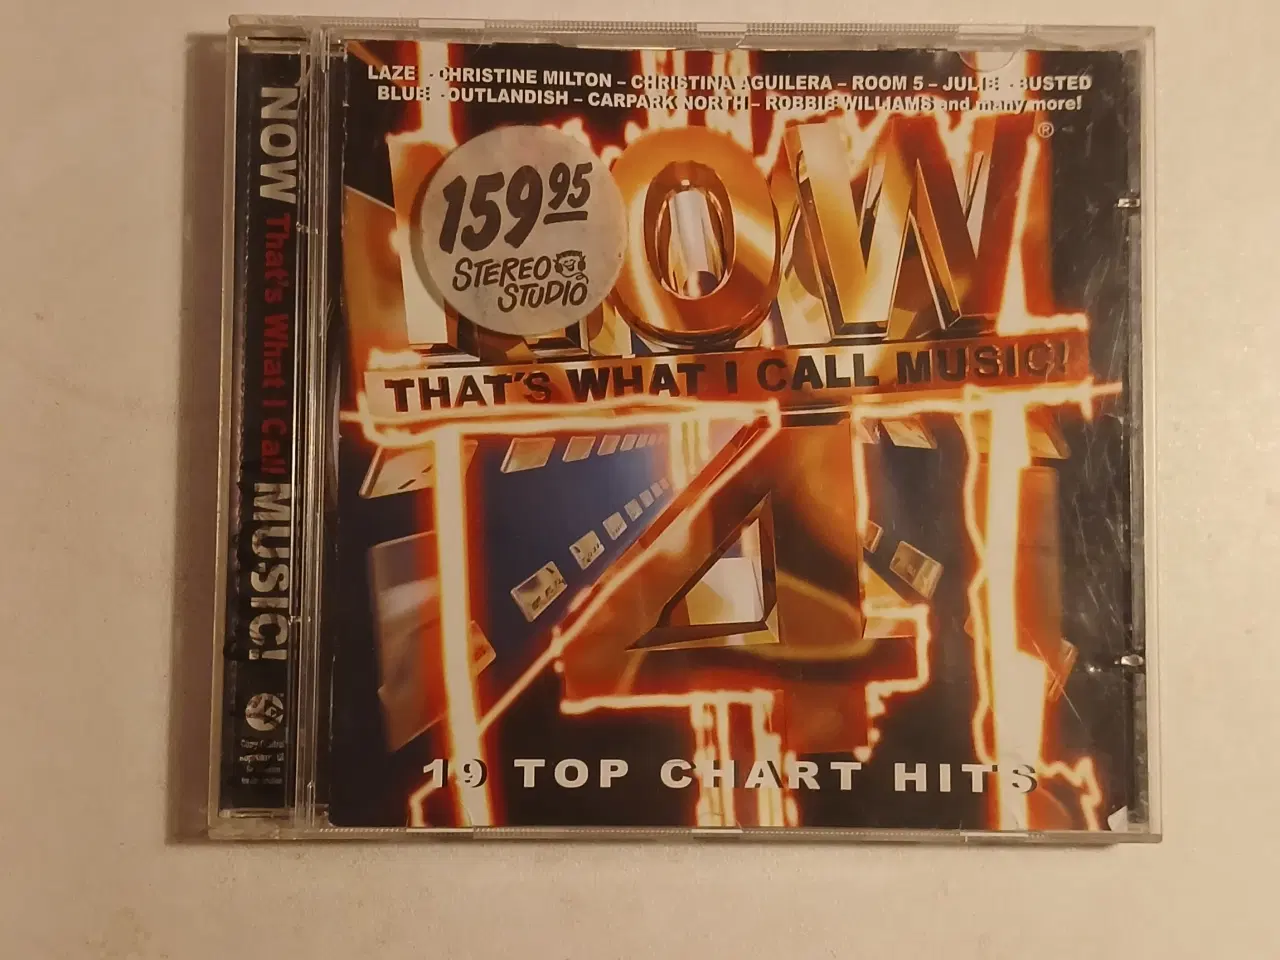 LAZE - CHRISTINE MILTON – CHRISTINA AGUILERA – ROOM 5 – JULIE - BUSTED
BLUE - OUTLANDISH – CARPARK NORTH – ROBBIE WILLIAMS and many more!
NOW
®
159 95
STEREO
STUDIO
THAT'S WHAT I CALL MUSIC!
4
19 TOP CHART HITS
NOW That's What I Call MUSIC!